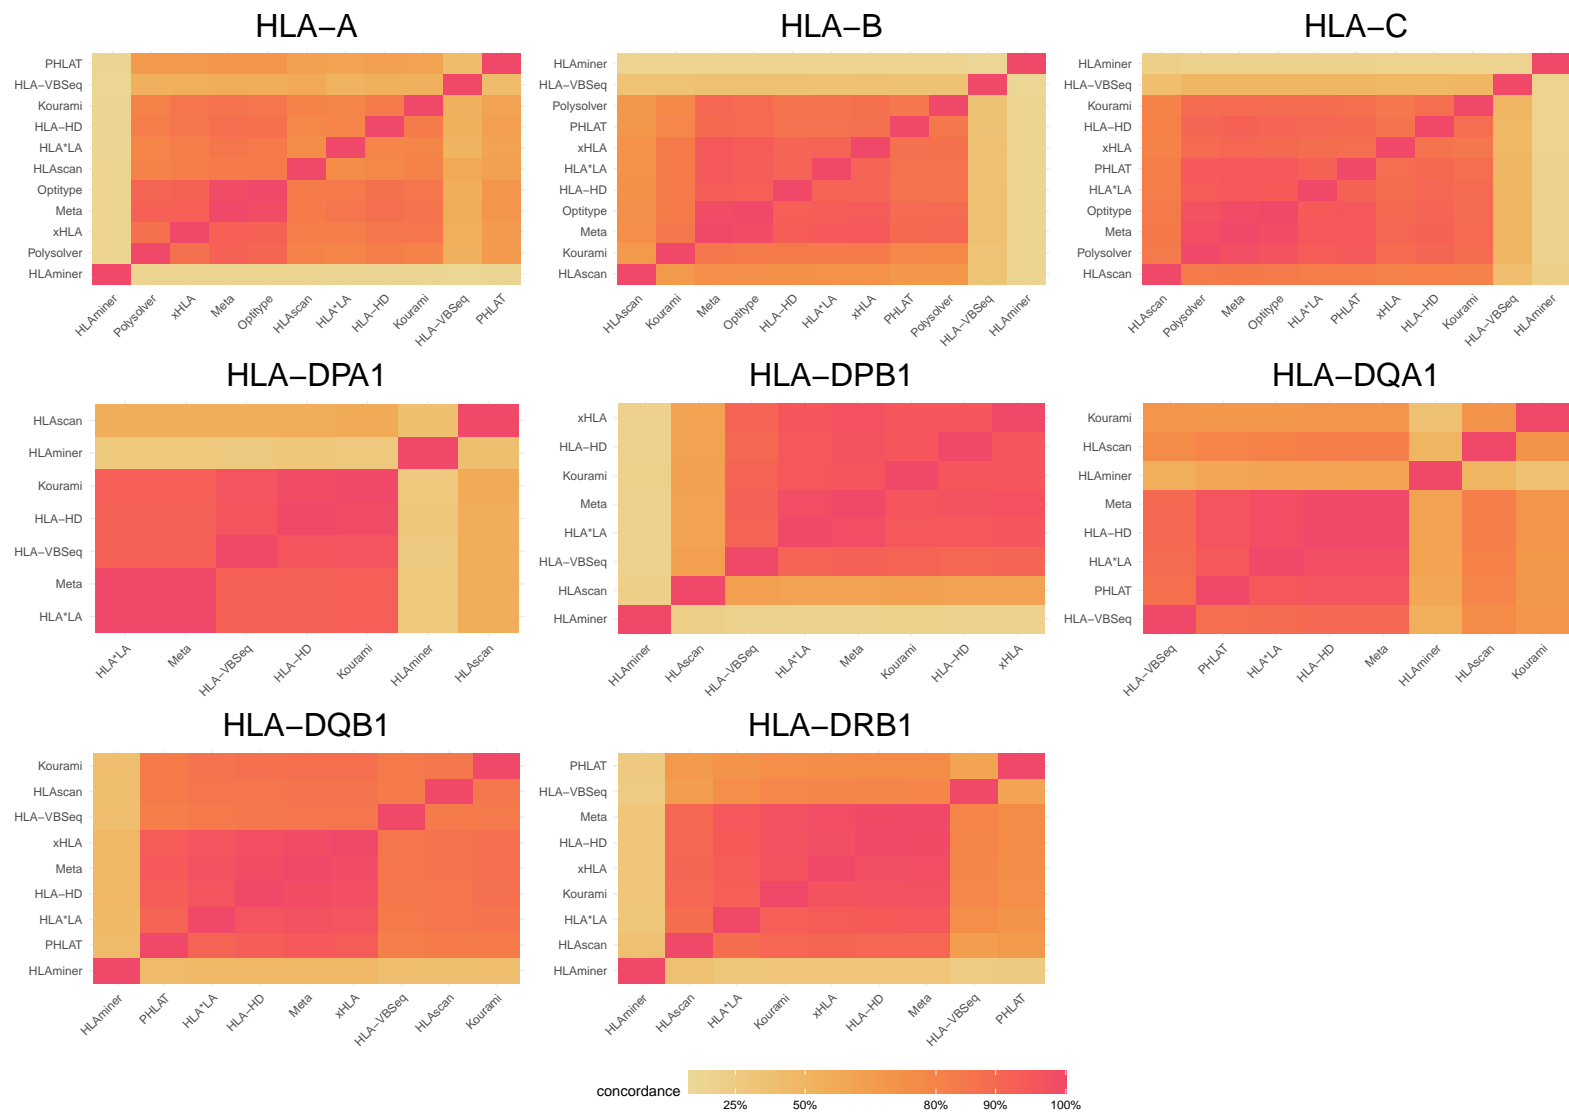 HLA−A
HLA−B
HLA−C
PHLAT
HLA−VBSeq
Kourami
HLA−HD
HLA*LA
HLAscan
Optitype
Meta
xHLA
Polysolver
HLAminer
HLAminer
Polysolver
xHLA
Meta
Optitype
HLAscan
HLA*LA
HLA−HD
Kourami
HLA−VBSeq
PHLAT
HLAminer
HLA−VBSeq
Polysolver
PHLAT
xHLA
HLA*LA
HLA−HD
Optitype
Meta
Kourami
HLAscan
HLAscan
Kourami
Meta
Optitype
HLA−HD
HLA*LA
xHLA
PHLAT
Polysolver
HLA−VBSeq
HLAminer
HLAminer
HLA−VBSeq
Kourami
HLA−HD
xHLA
PHLAT
HLA*LA
Optitype
Meta
Polysolver
HLAscan
HLAscan
Polysolver
Meta
Optitype
HLA*LA
PHLAT
xHLA
HLA−HD
Kourami
HLA−VBSeq
HLAminer
HLA−DPA1
HLA−DPB1
HLA−DQA1
HLAscan
HLAminer
Kourami
HLA−HD
HLA−VBSeq
Meta
HLA*LA
HLA*LA
Meta
HLA−VBSeq
HLA−HD
Kourami
HLAminer
HLAscan
xHLA
HLA−HD
Kourami
Meta
HLA*LA
HLA−VBSeq
HLAscan
HLAminer
HLAminer
HLAscan
HLA−VBSeq
HLA*LA
Meta
Kourami
HLA−HD
xHLA
Kourami
HLAscan
HLAminer
Meta
HLA−HD
HLA*LA
PHLAT
HLA−VBSeq
HLA−VBSeq
PHLAT
HLA*LA
HLA−HD
Meta
HLAminer
HLAscan
Kourami
HLA−DQB1
HLA−DRB1
Kourami
HLAscan
HLA−VBSeq
xHLA
Meta
HLA−HD
HLA*LA
PHLAT
HLAminer
HLAminer
PHLAT
HLA*LA
HLA−HD
Meta
xHLA
HLA−VBSeq
HLAscan
Kourami
PHLAT
HLA−VBSeq
Meta
HLA−HD
xHLA
Kourami
HLA*LA
HLAscan
HLAminer
HLAminer
HLAscan
HLA*LA
Kourami
xHLA
HLA−HD
Meta
HLA−VBSeq
PHLAT
concordance
25% 50% 80% 90% 100%